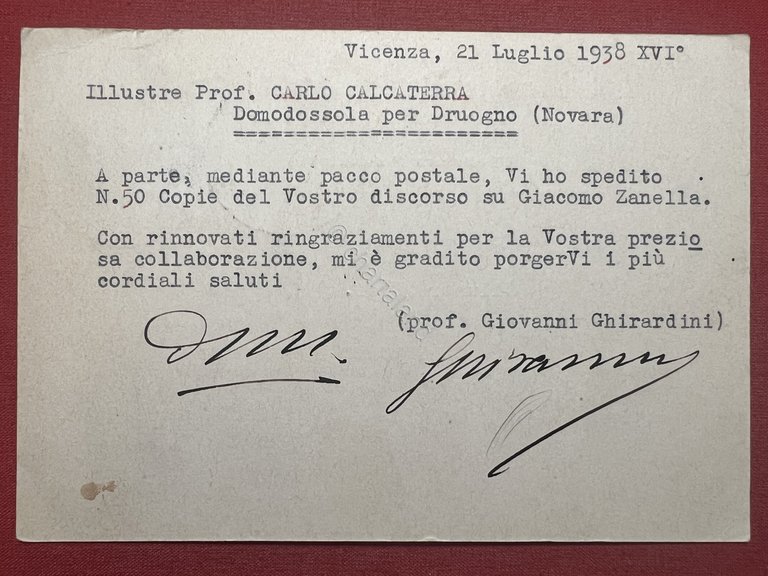 Vicenza, 21 Luglio 1938 XVI°
Illustre Prof. CARLO CALCATERRA
Domodossola per Druogno (Novara)
A parte, mediante pacco postale, Vi ho spedito
N.50 Copie del Vostro discorso su Giacomo Zanella.
Con rinnovati ringraziamenti per la Vostra prezio
sa collaborazione, mi è gradito porgerVi i più
cordiali saluti
(prof. Giovanni Ghirardini)